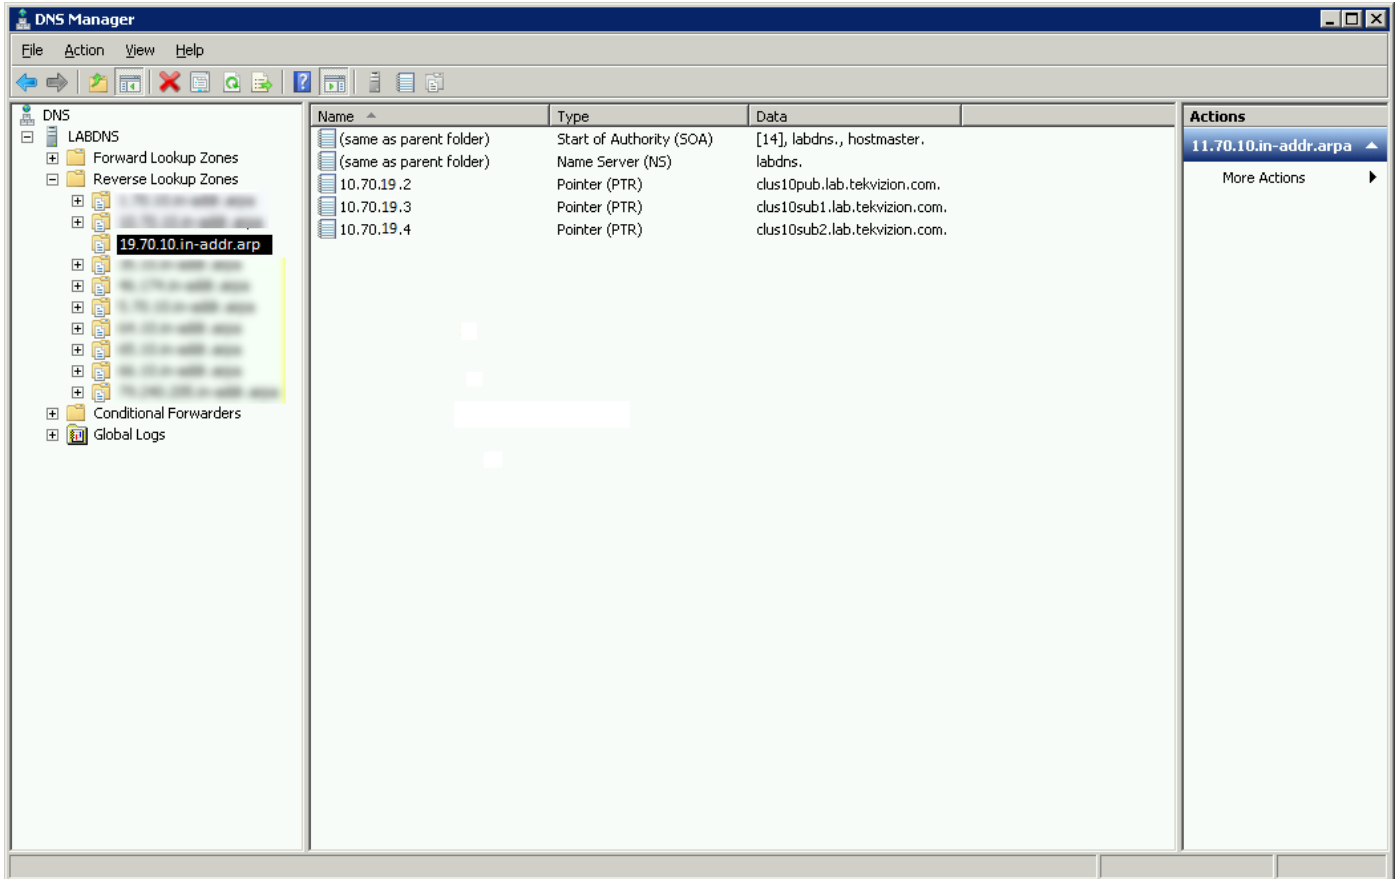 DNS Manager
File Action View Help
DNS
LABDNS
Forward Lookup Zones
Reverse Lookup Zones
19.70.10.in-addr.arp
Conditional Forwarders
Global Logs
Name Type Data
(same as parent folder) Start of Authority (SOA) [14], labdns., hostmaster.
(same as parent folder) Name Server (NS) labdns.
10.70.19.2 Pointer (PTR) clus10pub.lab.tekvizion.com.
10.70.19.3 Pointer (PTR) clus10sub1.lab.tekvizion.com.
10.70.19.4 Pointer (PTR) clus10sub2.lab.tekvizion.com.
Actions
11.70.10.in-addr.arpa
More Actions